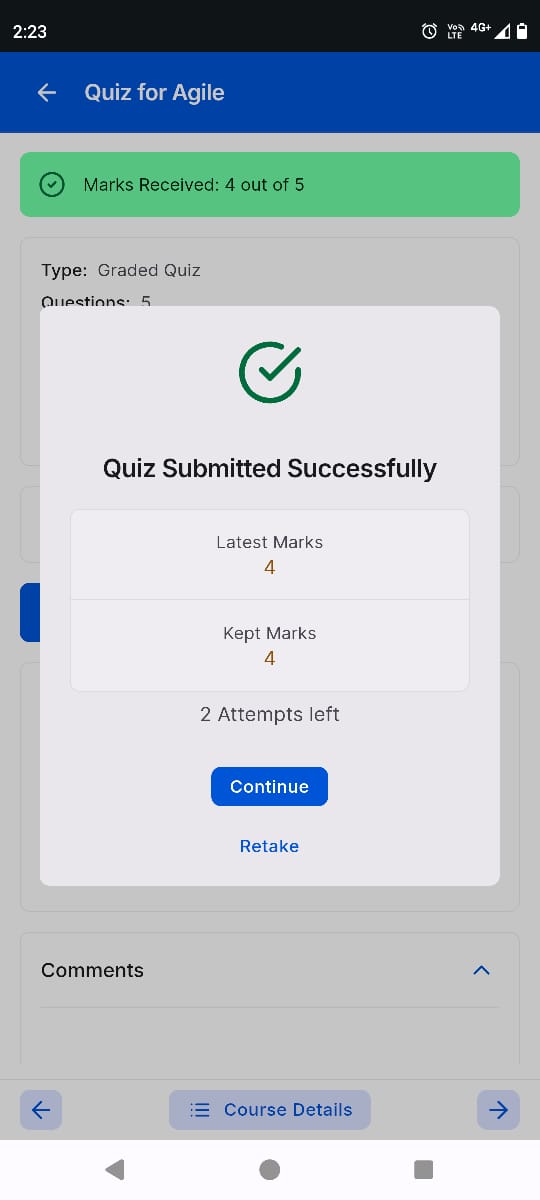 2:23
Vo LTE 4G+
Quiz for Agile
Marks Received: 4 out of 5
Type: Graded Quiz
Questions: 5
Quiz Submitted Successfully
Latest Marks
4
Kept Marks
4
2 Attempts left
Continue
Retake
Comments
Course Details